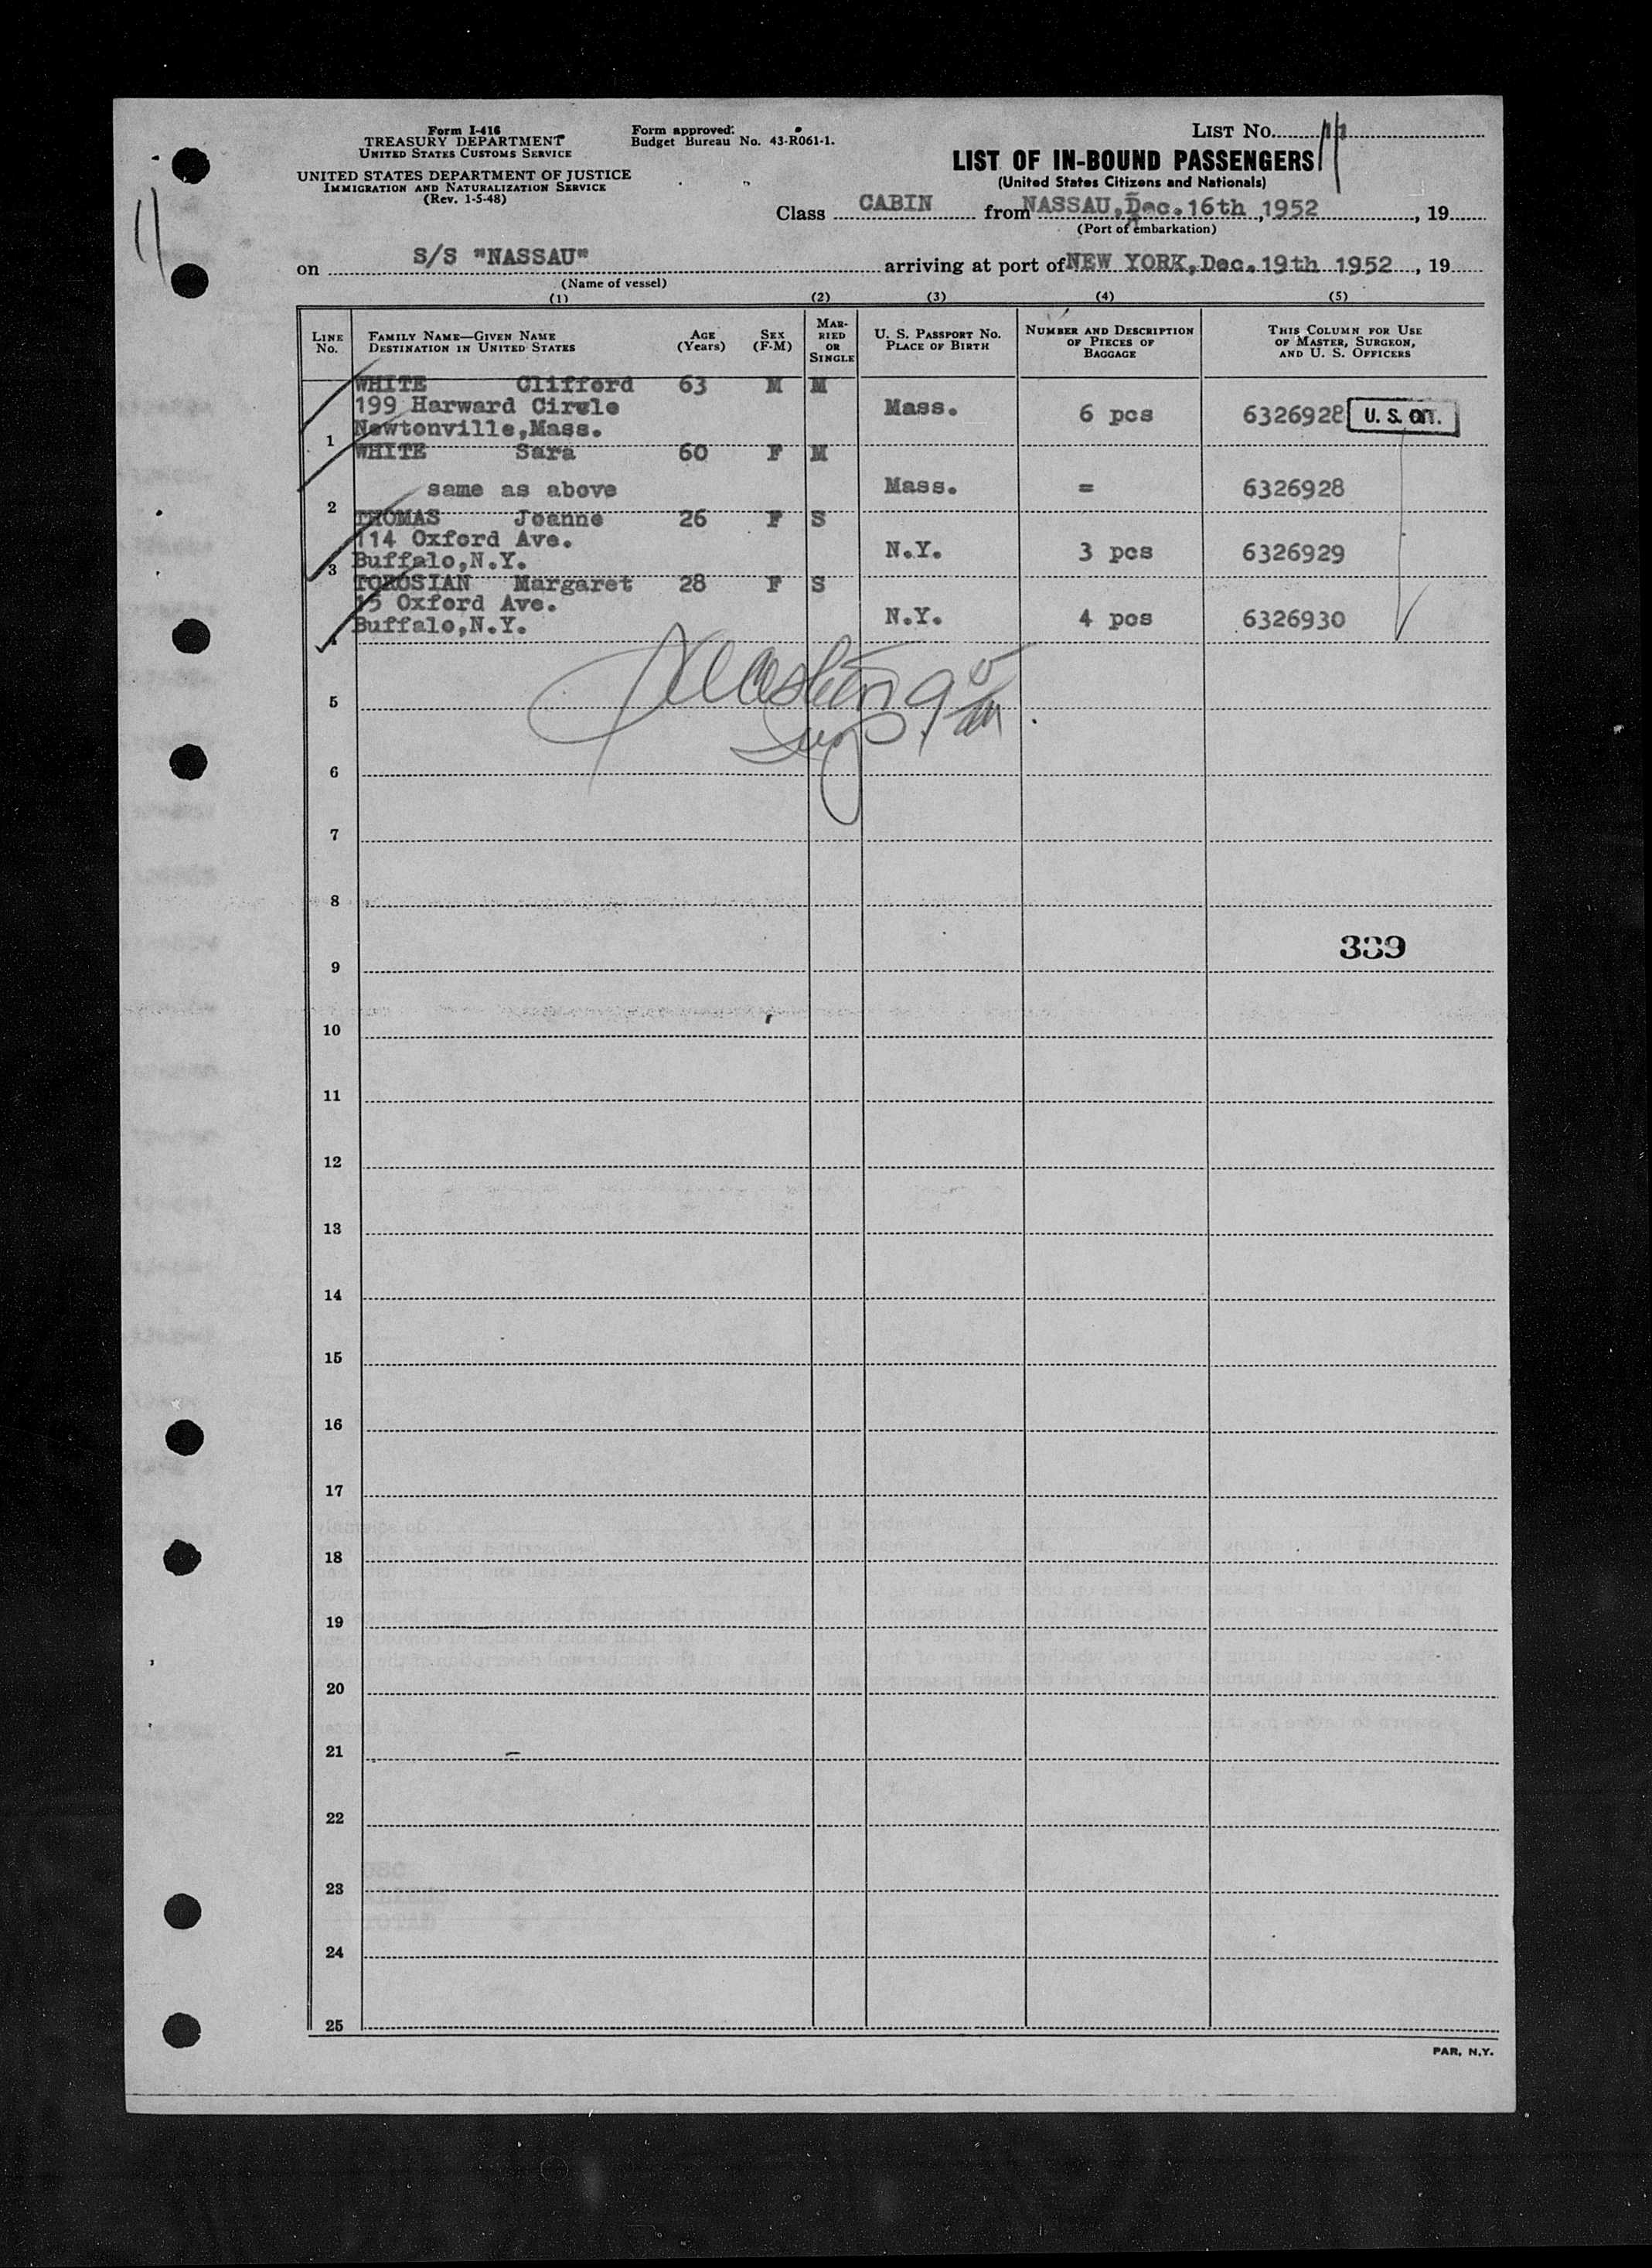 Form I-416
TREASURY DEPARTMENT
UNITED STATES CUSTOMS SERVICE
UNITED STATES DEPARTMENT OF JUSTICE
IMMIGRATION AND NATURALIZATION SERVICE
(Rev. 1-5-48)
Form approved.
Budget Bureau No. 43-R061-1.
LIST No. 11
11
LIST OF IN-BOUND PASSENGERS
(United States Citizens and Nationals)
Class CABIN from NASSAU, Dec. 16th, 1952, 19
(Port of embarkation)
on S/S "NASSAU" arriving at port of NEW YORK, Dec. 19th 1952, 19
(Name of vessel)
(1) (2) (3) (4) (5)
LINE No. FAMILY NAME—GIVEN NAME DESTINATION IN UNITED STATES AGE (Years) SEX (F-M) MARRIED OR SINGLE U. S. PASSPORT No. PLACE OF BIRTH NUMBER AND DESCRIPTION OF PIECES OF BAGGAGE THIS COLUMN FOR USE OF MASTER, SURGEON, AND U. S. OFFICERS
WHITE Clifford 63 M M
199 Harward Cirwle Mass. 6 pcs 6326928 U. S. On.
1 Newtonville,Mass.
WHITE Sara 60 F M
same as above Mass. = 6326928
2
THOMAS Joanne 26 F S
114 Oxford Ave. N.Y. 3 pcs 6326929
3 Buffalo,N.Y.
TOROSIAN Margaret 28 F S
15 Oxford Ave. N.Y. 4 pcs 6326930
Buffalo,N.Y.
5
6
7
8
339
9
10
11
12
13
14
15
16
17
18
19
20
21
22
23
24
25
PAR, N.Y.